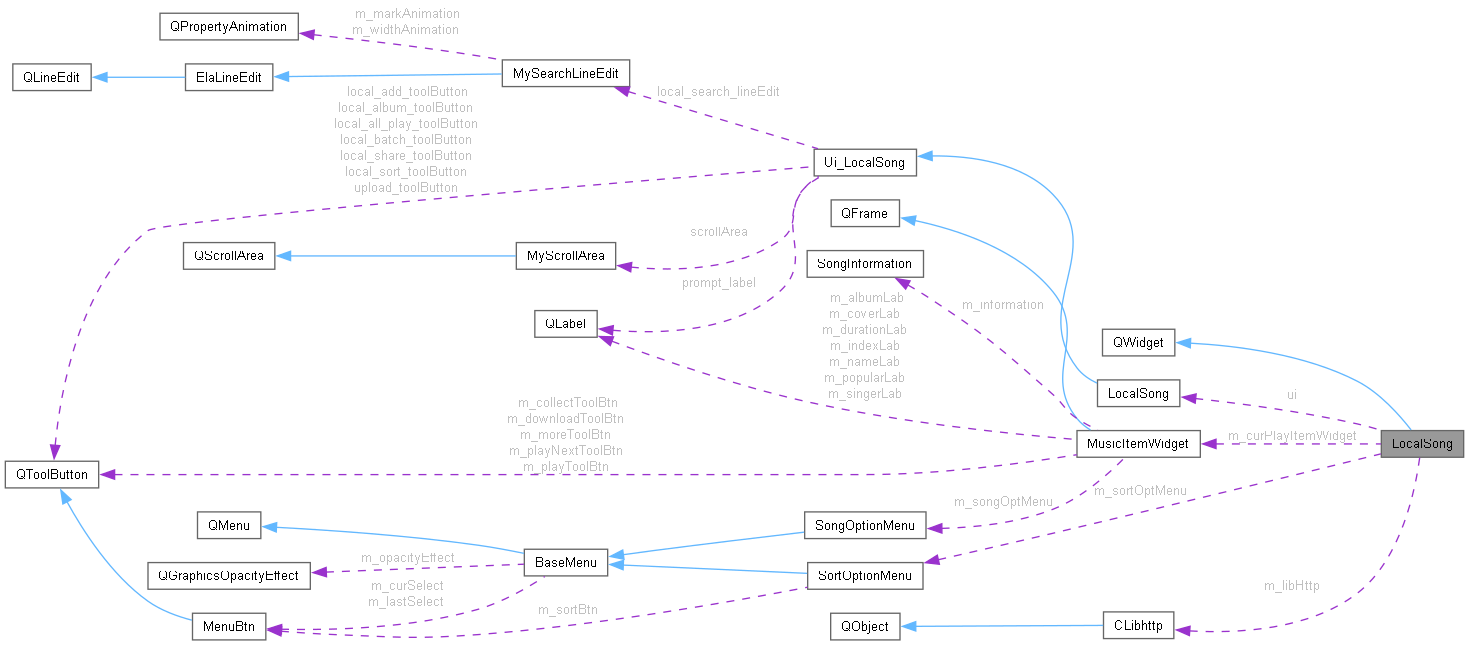 m_markAnimation
m_widthAnimation
QPropertyAnimation
QLineEdit
ElaLineEdit
MySearchLineEdit
local_search_lineEdit
local_add_toolButton
local_album_toolButton
local_all_play_toolButton
local_batch_toolButton
local_share_toolButton
local_sort_toolButton
upload_toolButton
Ui_LocalSong
QFrame
scrollArea
QScrollArea
MyScrollArea
SongInformation
prompt_label
m_information
QLabel
m_albumLab
m_coverLab
m_durationLab
m_indexLab
m_nameLab
m_popularLab
m_singerLab
QWidget
LocalSong
ui
m_collectToolBtn
m_downloadToolBtn
m_moreToolBtn
m_playNextToolBtn
m_playToolBtn
MusicItemWidget
m_curPlayItemWidget
LocalSong
QToolButton
m_songOptMenu
m_sortOptMenu
QMenu
SongOptionMenu
m_opacityEffect
BaseMenu
QGraphicsOpacityEffect
m_curSelect
m_lastSelect
SortOptionMenu
m_libHttp
m_sortBtn
MenuBtn
QObject
CLibhttp